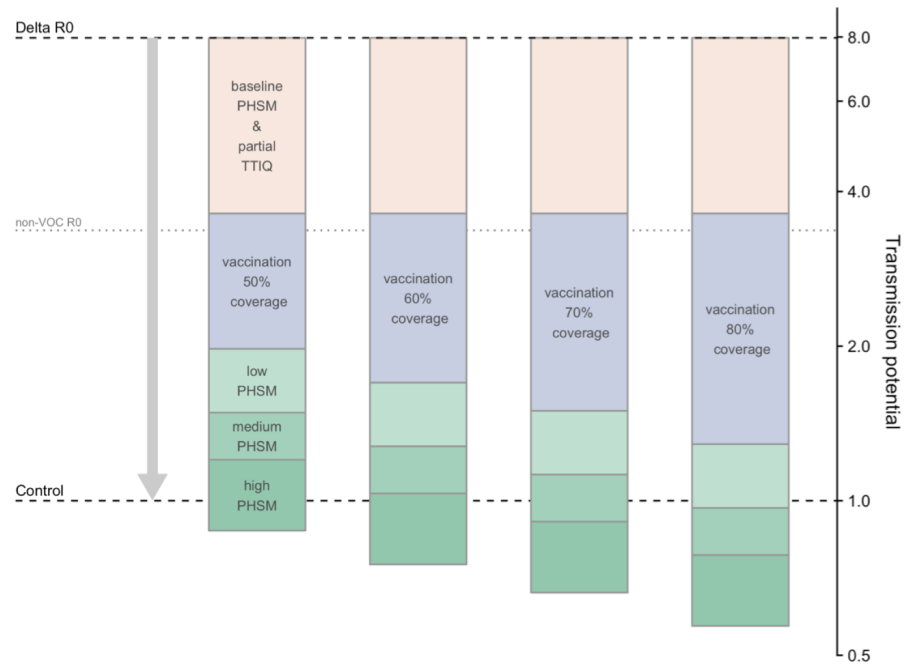 Delta R0
8.0
baseline
PHSM
&
partial
TTIQ
6.0
4.0
non-VOC R0
vaccination
50%
coverage
vaccination
60%
coverage
vaccination
70%
coverage
vaccination
80%
coverage
Transmission potential
2.0
low
PHSM
medium
PHSM
high
PHSM
Control
1.0
0.5